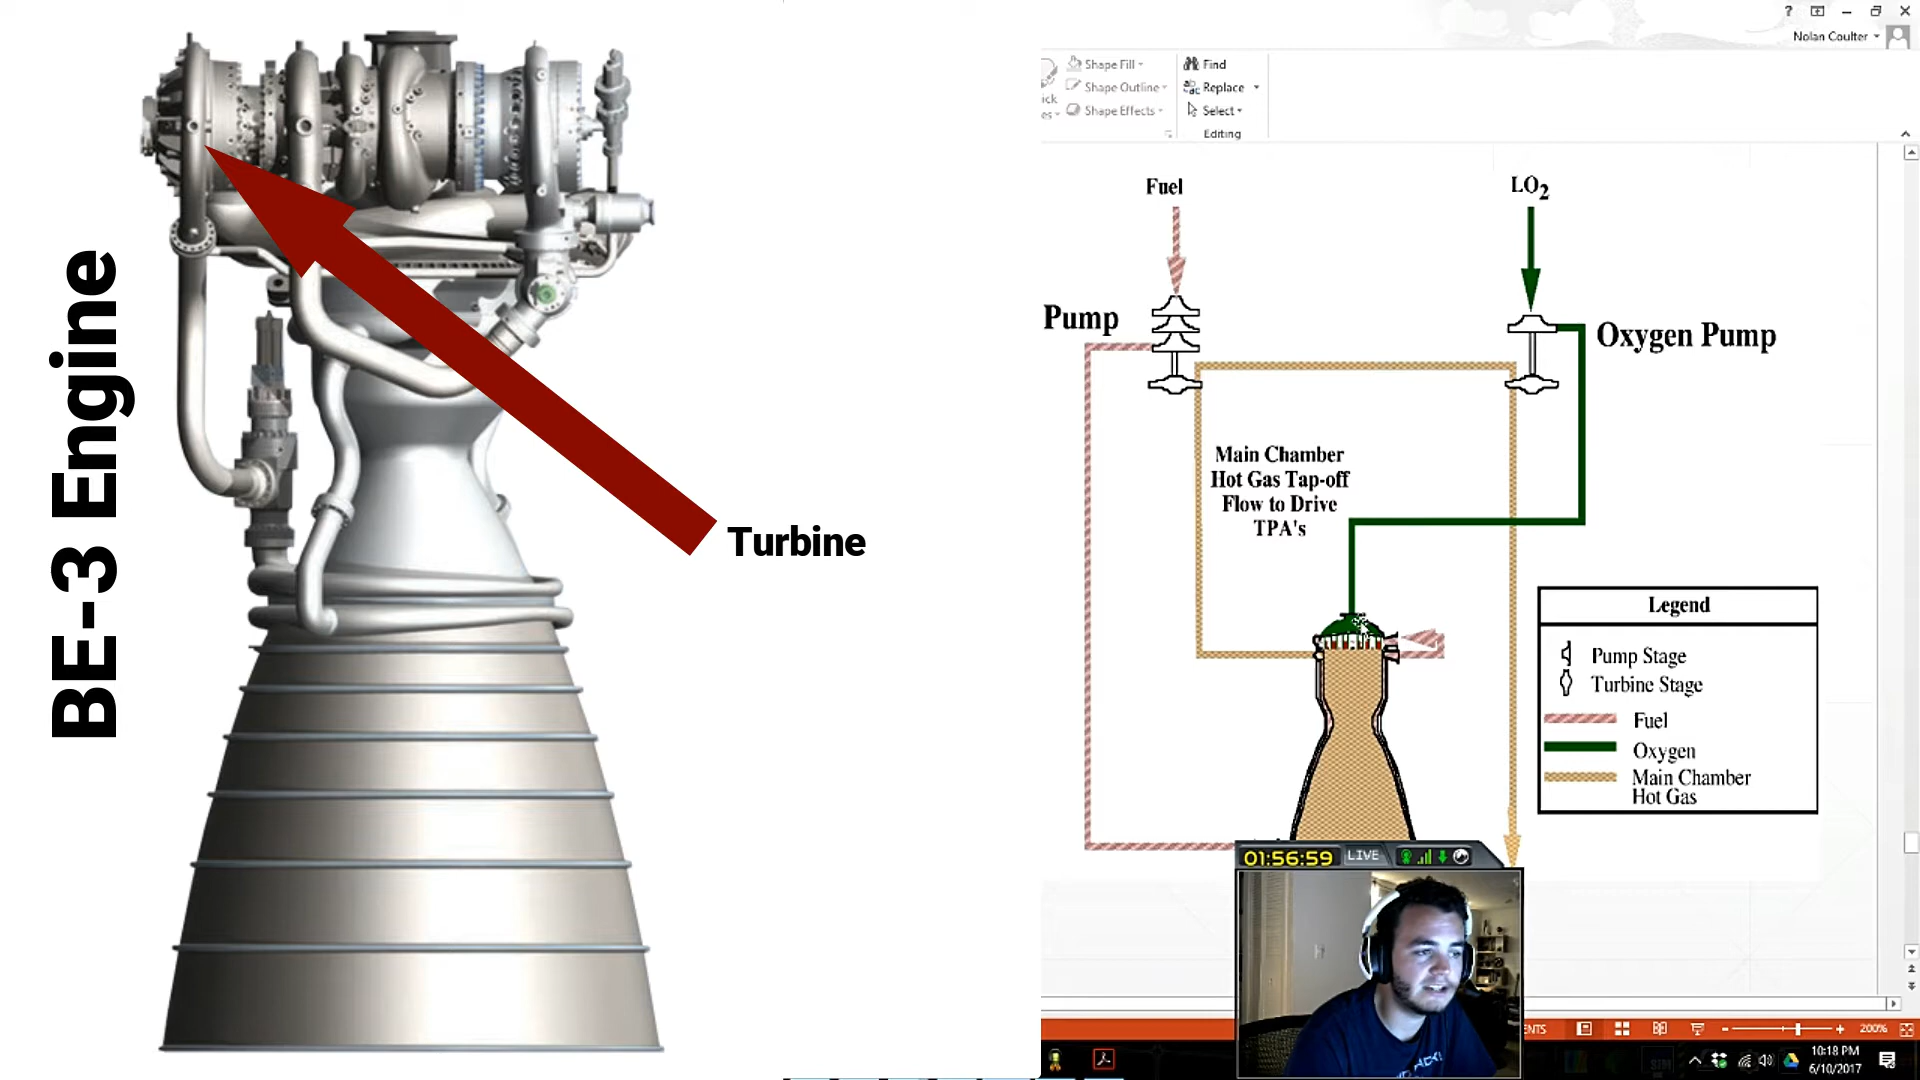 BE-3 Engine
Turbine
Nolan Coulter
Shape Fill
Shape Outline
Shape Effects
Find
Replace
Select
Editing
Fuel
LO2
Pump
Oxygen Pump
Main Chamber
Hot Gas Tap-off
Flow to Drive
TPA's
Legend
Pump Stage
Turbine Stage
Fuel
Oxygen
Main Chamber
Hot Gas
01:56:59
LIVE
200%
10:18 PM
6/10/2017